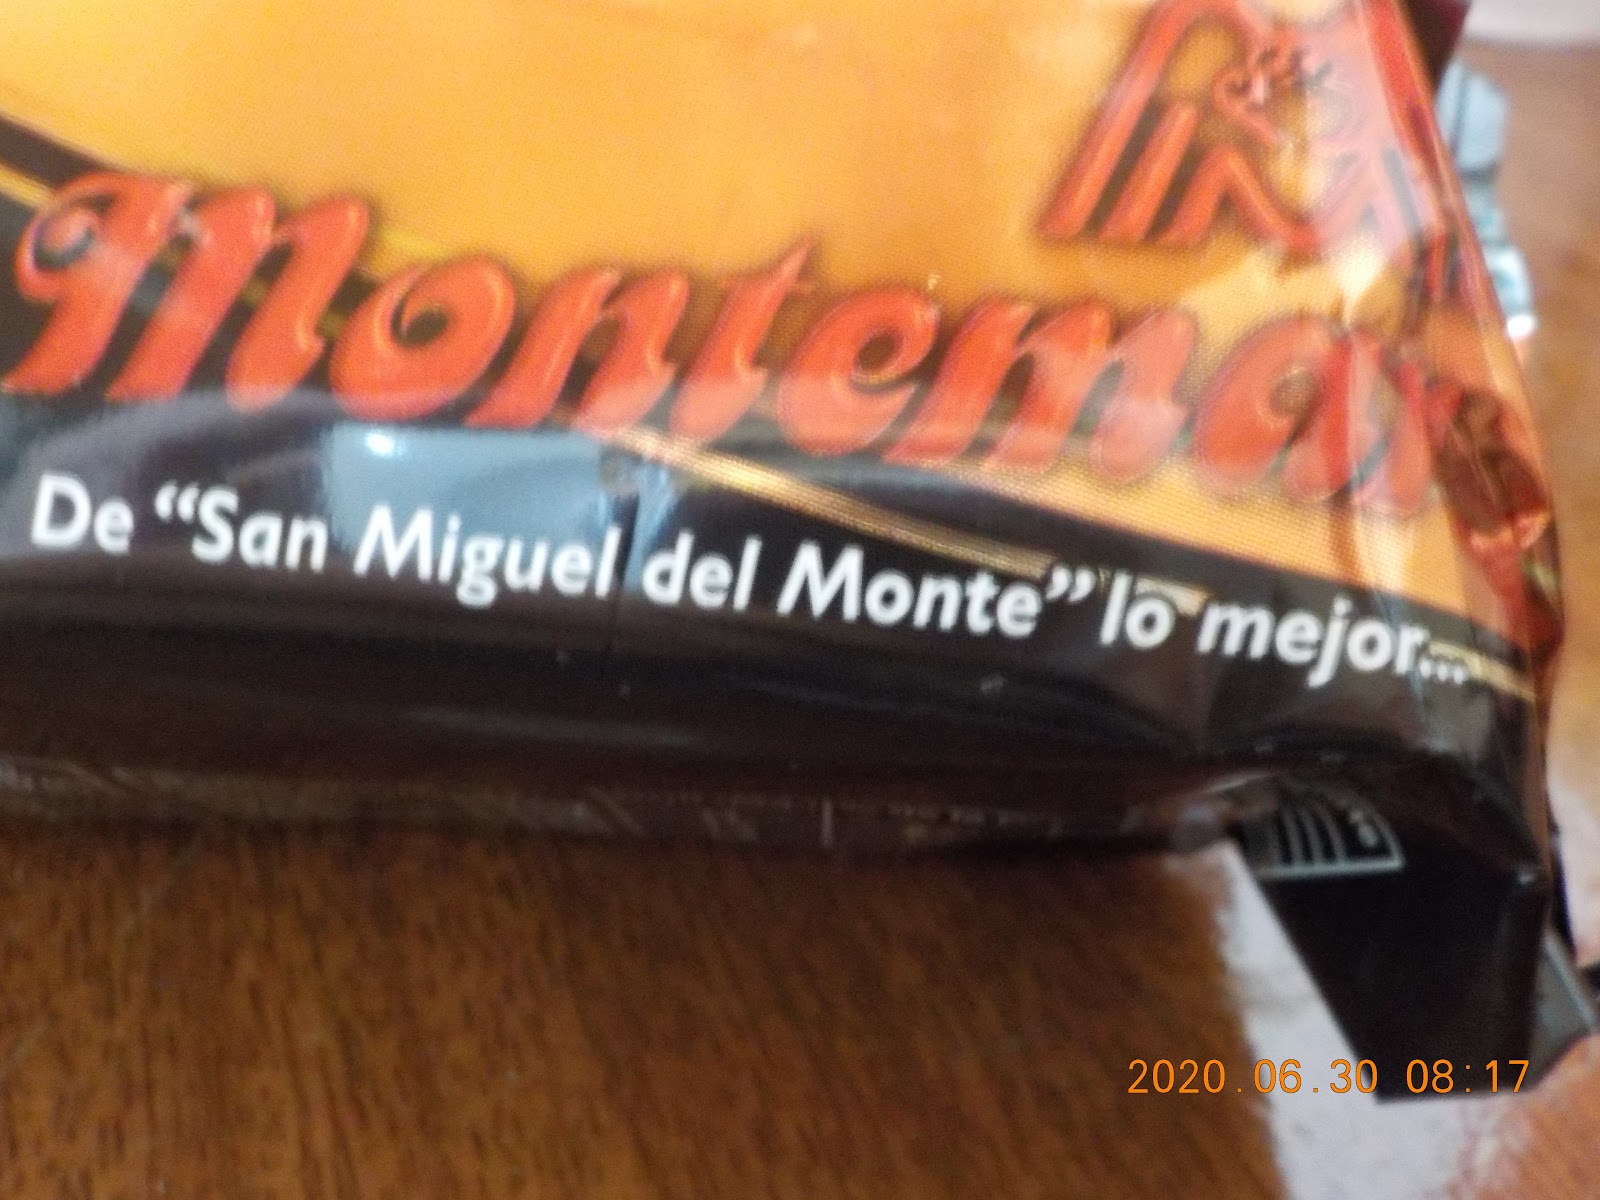 Montemar
De “San Miguel del Monte” lo mejor...
2020.06.30 08:17